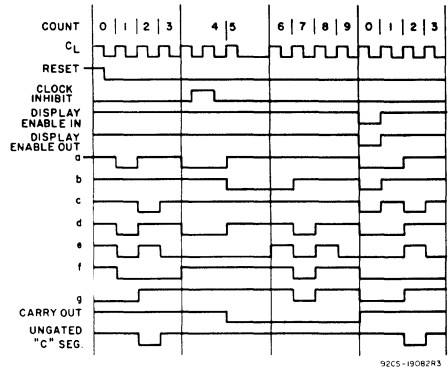 COUNT 0 1 2 3 4 5 6 7 8 9 0 1 2 3
CL
RESET
CLOCK
INHIBIT
DISPLAY
ENABLE IN
DISPLAY
ENABLE OUT
a
b
c
d
e
f
g
CARRY OUT
UNGATED
"C" SEG.
92CS-19082R3